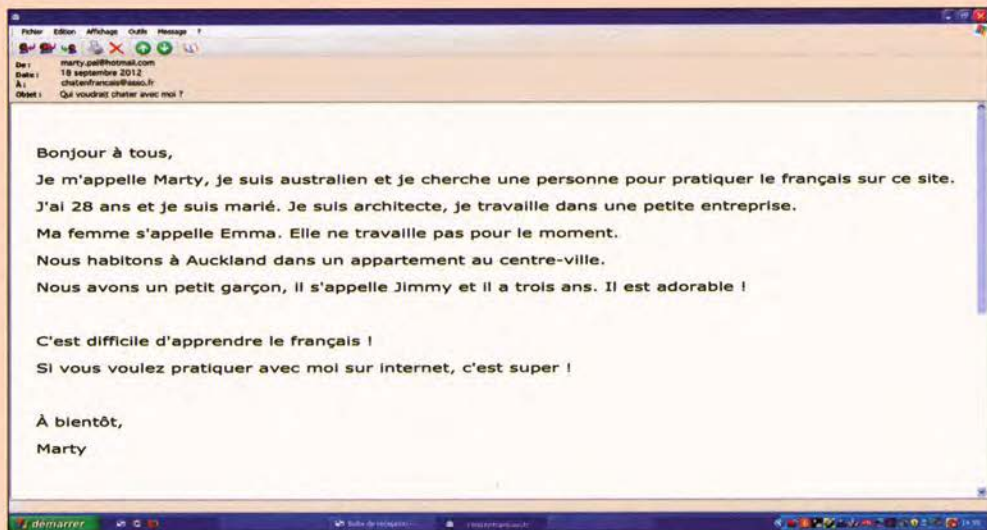 Fichier Edition Affichage Outils Message ?
De : marty.pal@hotmail.com
Date : 18 septembre 2012
À : chatenfrancais@asso.fr
Objet : Qui voudrait chater avec moi ?
Bonjour à tous,
Je m'appelle Marty, je suis australien et je cherche une personne pour pratiquer le français sur ce site.
J'ai 28 ans et je suis marié. Je suis architecte, je travaille dans une petite entreprise.
Ma femme s'appelle Emma. Elle ne travaille pas pour le moment.
Nous habitons à Auckland dans un appartement au centre-ville.
Nous avons un petit garçon, il s'appelle Jimmy et il a trois ans. Il est adorable !
C'est difficile d'apprendre le français !
Si vous voulez pratiquer avec moi sur internet, c'est super !
À bientôt,
Marty
démarrer